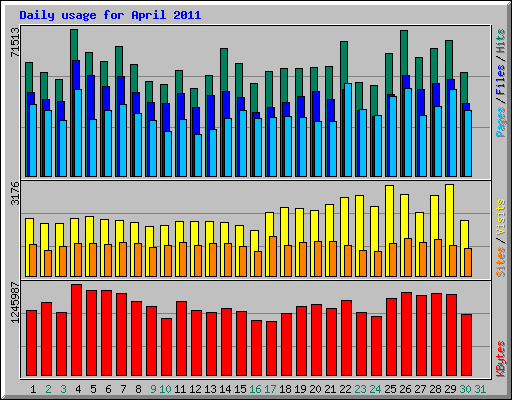 Daily usage for April 2011
71513
Pages / Files / Hits
3176
Sites / Visits
1245987
KBytes
1 2 3 4 5 6 7 8 9 10 11 12 13 14 15 16 17 18 19 20 21 22 23 24 25 26 27 28 29 30 31